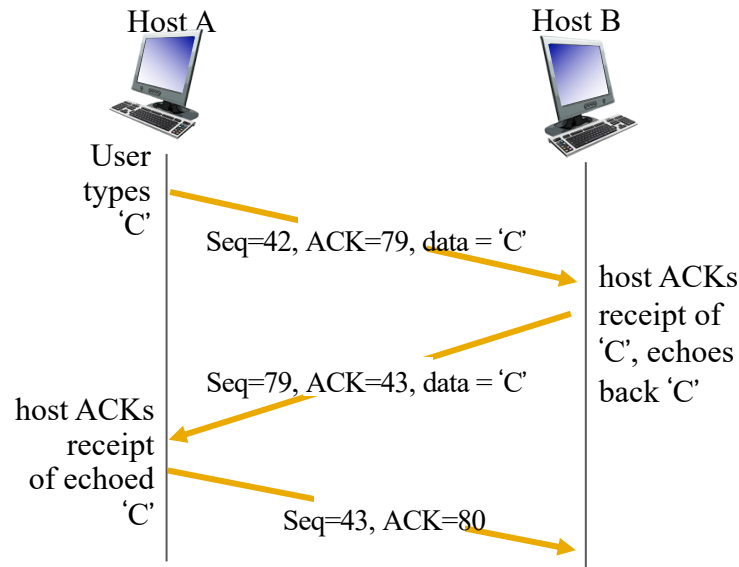 Host A
Host B
User
types
‘C’
Seq=42, ACK=79, data = ‘C’
host ACKs
receipt of
‘C’, echoes
back ‘C’
Seq=79, ACK=43, data = ‘C’
host ACKs
receipt
of echoed
‘C’
Seq=43, ACK=80